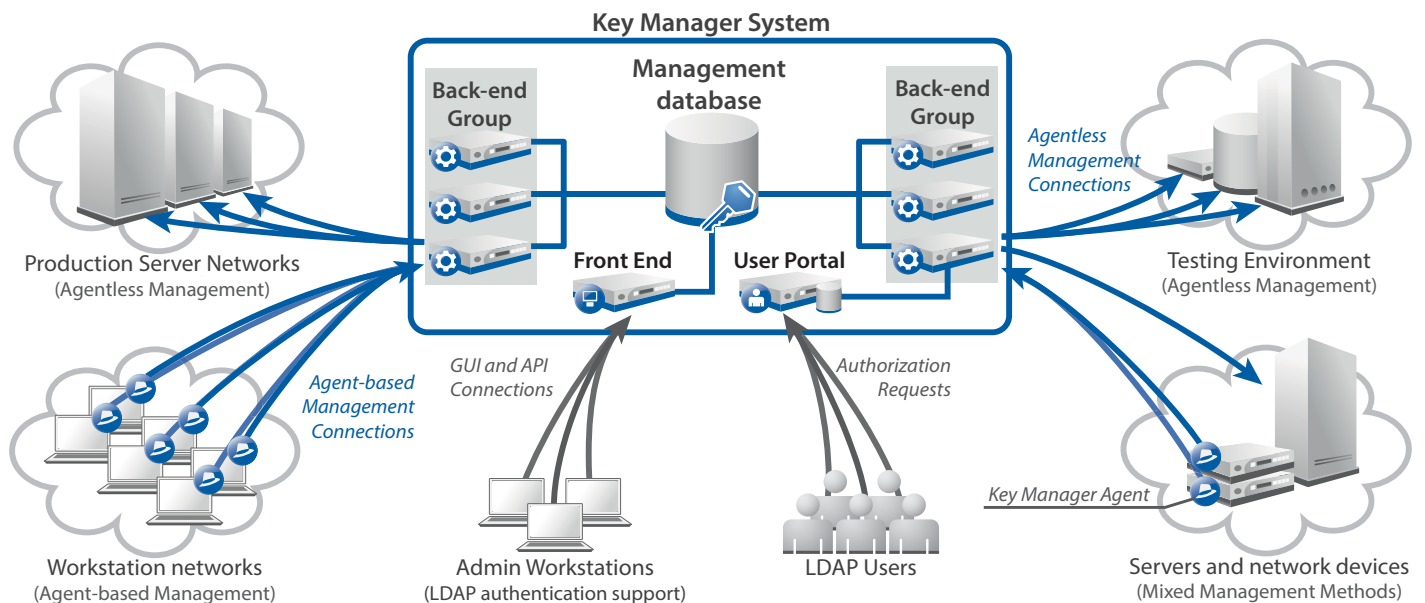 Key Manager System
Back-end
Group
Management
database
Back-end
Group
Agentless
Management
Connections
Production Server Networks
(Agentless Management)
Front End
User Portal
Testing Environment
(Agentless Management)
Agent-based
Management
Connections
GUI and API
Connections
Authorization
Requests
Key Manager Agent
Workstation networks
(Agent-based Management)
Admin Workstations
(LDAP authentication support)
LDAP Users
Servers and network devices
(Mixed Management Methods)